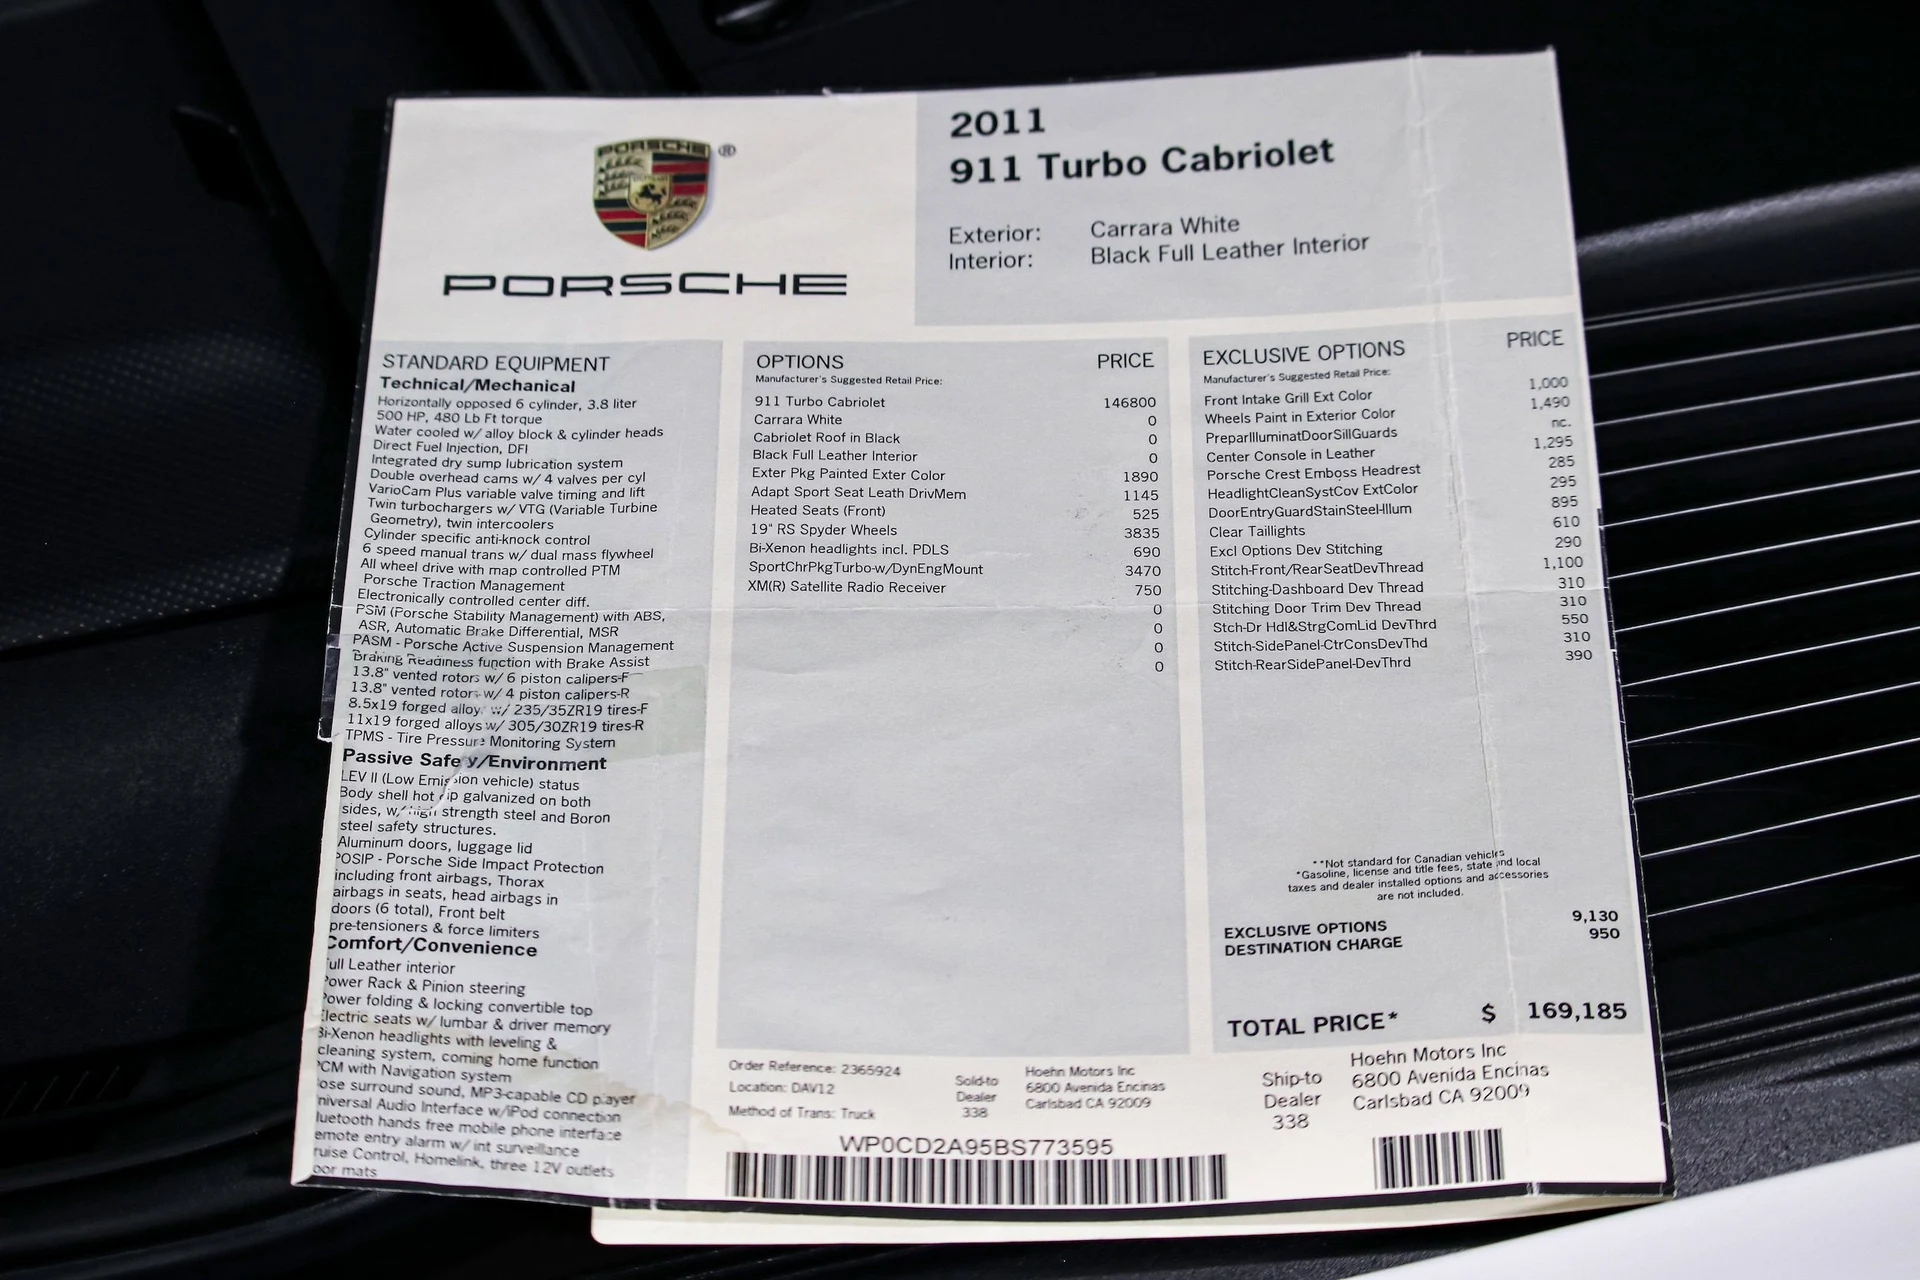 PORSCHE
®
PORSCHE
2011
911 Turbo Cabriolet
Exterior: Carrara White
Interior: Black Full Leather Interior
STANDARD EQUIPMENT
Technical/Mechanical
Horizontally opposed 6 cylinder, 3.8 liter
500 HP, 480 Lb Ft torque
Water cooled w/ alloy block & cylinder heads
Direct Fuel Injection, DFI
Integrated dry sump lubrication system
Double overhead cams w/ 4 valves per cyl
VarioCam Plus variable valve timing and lift
Twin turbochargers w/ VTG (Variable Turbine
Geometry), twin intercoolers
Cylinder specific anti-knock control
6 speed manual trans w/ dual mass flywheel
All wheel drive with map controlled PTM
Porsche Traction Management
Electronically controlled center diff.
PSM (Porsche Stability Management) with ABS,
ASR, Automatic Brake Differential, MSR
PASM - Porsche Active Suspension Management
Braking Readiness function with Brake Assist
13.8" vented rotors w/ 6 piston calipers-F
13.8" vented rotors w/ 4 piston calipers-R
8.5x19 forged alloy w/ 235/35ZR19 tires-F
11x19 forged alloys w/ 305/30ZR19 tires-R
TPMS - Tire Pressure Monitoring System
Passive Safe y/Environment
LEV II (Low Emission vehicle) status
Body shell hot dip galvanized on both
sides, w/ high strength steel and Boron
steel safety structures.
Aluminum doors, luggage lid
POSIP - Porsche Side Impact Protection
including front airbags, Thorax
airbags in seats, head airbags in
doors (6 total), Front belt
pre-tensioners & force limiters
Comfort/Convenience
ull Leather interior
Power Rack & Pinion steering
Power folding & locking convertible top
Electric seats w/ lumbar & driver memory
Bi-Xenon headlights with leveling &
cleaning system, coming home function
PCM with Navigation system
ose surround sound, MP3-capable CD player
niversal Audio Interface w/iPod connection
luetooth hands free mobile phone interface
emote entry alarm w/ int surveillance
ruise Control, Homelink, three 12V outlets
oor mats
OPTIONS PRICE
Manufacturer's Suggested Retail Price:
911 Turbo Cabriolet 146800
Carrara White 0
Cabriolet Roof in Black 0
Black Full Leather Interior 0
Exter Pkg Painted Exter Color 1890
Adapt Sport Seat Leath DrivMem 1145
Heated Seats (Front) 525
19" RS Spyder Wheels 3835
Bi-Xenon headlights incl. PDLS 690
SportChrPkgTurbo-w/DynEngMount 3470
XM(R) Satellite Radio Receiver 750
0
0
0
0
EXCLUSIVE OPTIONS PRICE
Manufacturer's Suggested Retail Price:
Front Intake Grill Ext Color 1,000
Wheels Paint in Exterior Color 1,490
PreparIlluminatDoorSillGuards nc.
Center Console in Leather 1,295
Porsche Crest Emboss Headrest 285
HeadlightCleanSystCov ExtColor 295
DoorEntryGuardStainSteel-Illum 895
Clear Taillights 610
Excl Options Dev Stitching 290
Stitch-Front/RearSeatDevThread 1,100
Stitching-Dashboard Dev Thread 310
Stitching Door Trim Dev Thread 310
Stch-Dr Hdl&StrgComLid DevThrd 550
Stitch-SidePanel-CtrConsDevThd 310
Stitch-RearSidePanel-DevThrd 390
**Not standard for Canadian vehicles
*Gasoline, license and title fees, state and local
taxes and dealer installed options and accessories
are not included.
EXCLUSIVE OPTIONS 9,130
DESTINATION CHARGE 950
TOTAL PRICE* $ 169,185
Order Reference: 2365924
Location: DAV12
Method of Trans: Truck
Sold-to
Dealer
338
Hoehn Motors Inc
6800 Avenida Encinas
Carlsbad CA 92009
Ship-to
Dealer
338
Hoehn Motors Inc
6800 Avenida Encinas
Carlsbad CA 92009
WP0CD2A95BS773595